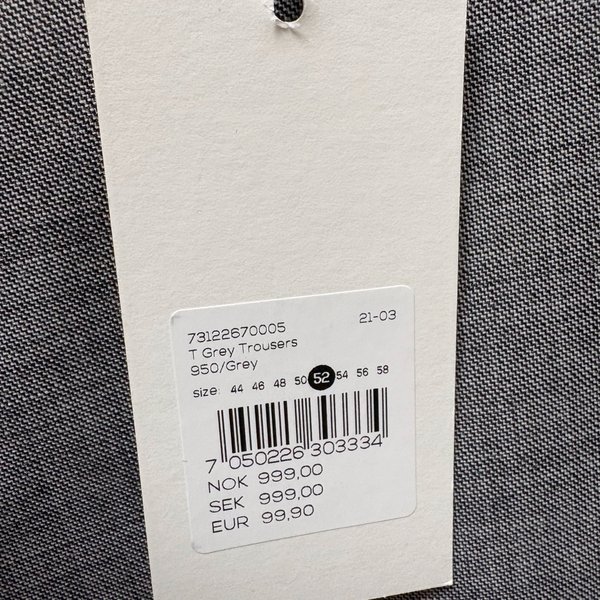 73122670005 21-03
T Grey Trousers
950/Grey
size: 44 46 48 50 52 54 56 58
7 050226 303334
NOK 999,00
SEK 999,00
EUR 99,90